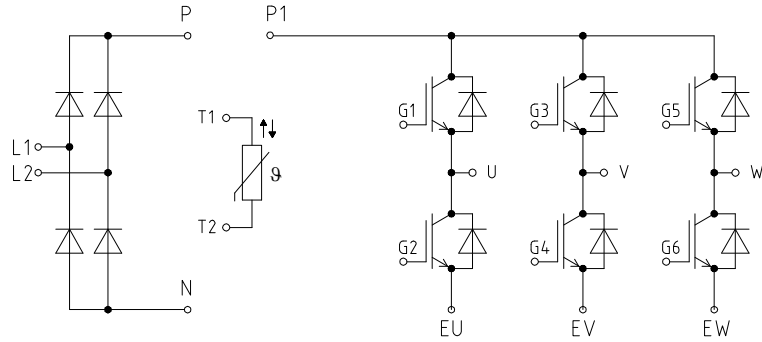 P P1
G1 G3 G5
T1
L1
L2
ϑ
U V W
T2
G2 G4 G6
N
EU EV EW